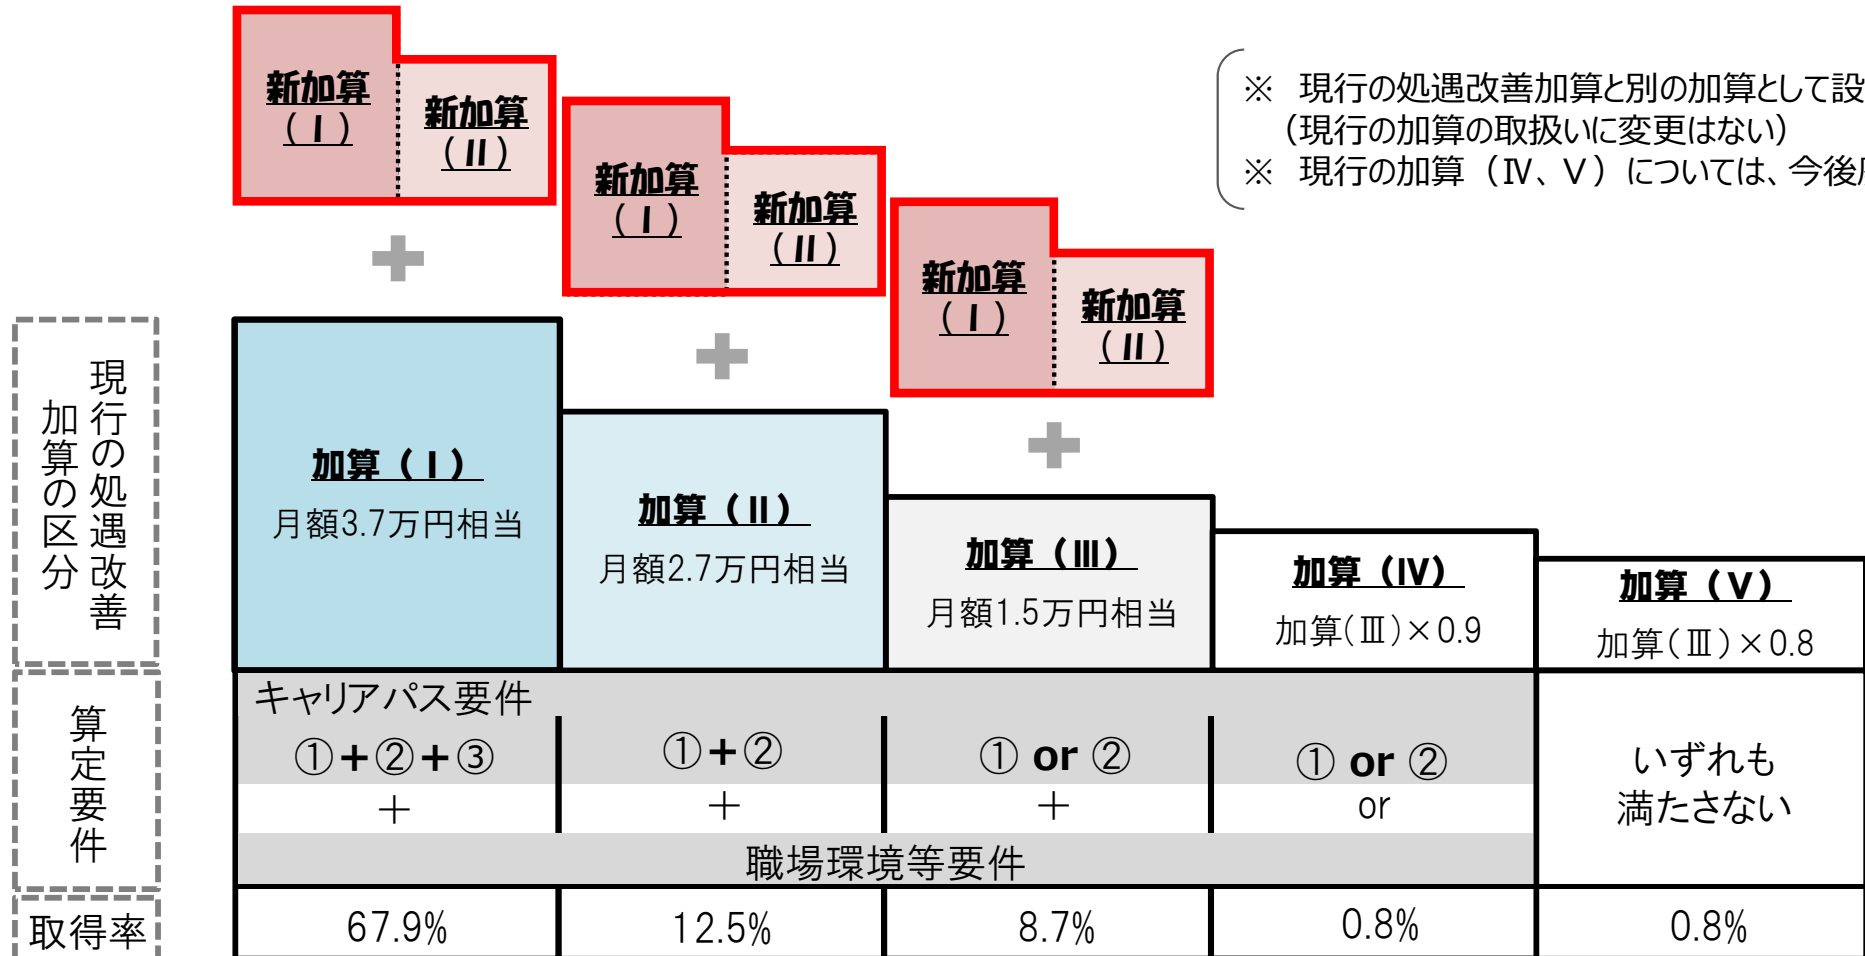 新加算
(Ⅰ)
新加算
(Ⅱ)
新加算
(Ⅰ)
新加算
(Ⅱ)
新加算
(Ⅰ)
新加算
(Ⅱ)
※ 現行の処遇改善加算と別の加算として設
(現行の加算の取扱いに変更はない)
※ 現行の加算(Ⅳ、Ⅴ)については、今後
現行の処遇改善
加算の区分
加算(Ⅰ)
月額3.7万円相当
加算(Ⅱ)
月額2.7万円相当
加算(Ⅲ)
月額1.5万円相当
加算(Ⅳ)
加算(Ⅲ)×0.9
加算(Ⅴ)
加算(Ⅲ)×0.8
算定要件
キャリアパス要件
①+②+③
①+②
① or ②
① or ②
+
+
+
or
職場環境等要件
いずれも
満たさない
取得率
67.9%
12.5%
8.7%
0.8%
0.8%